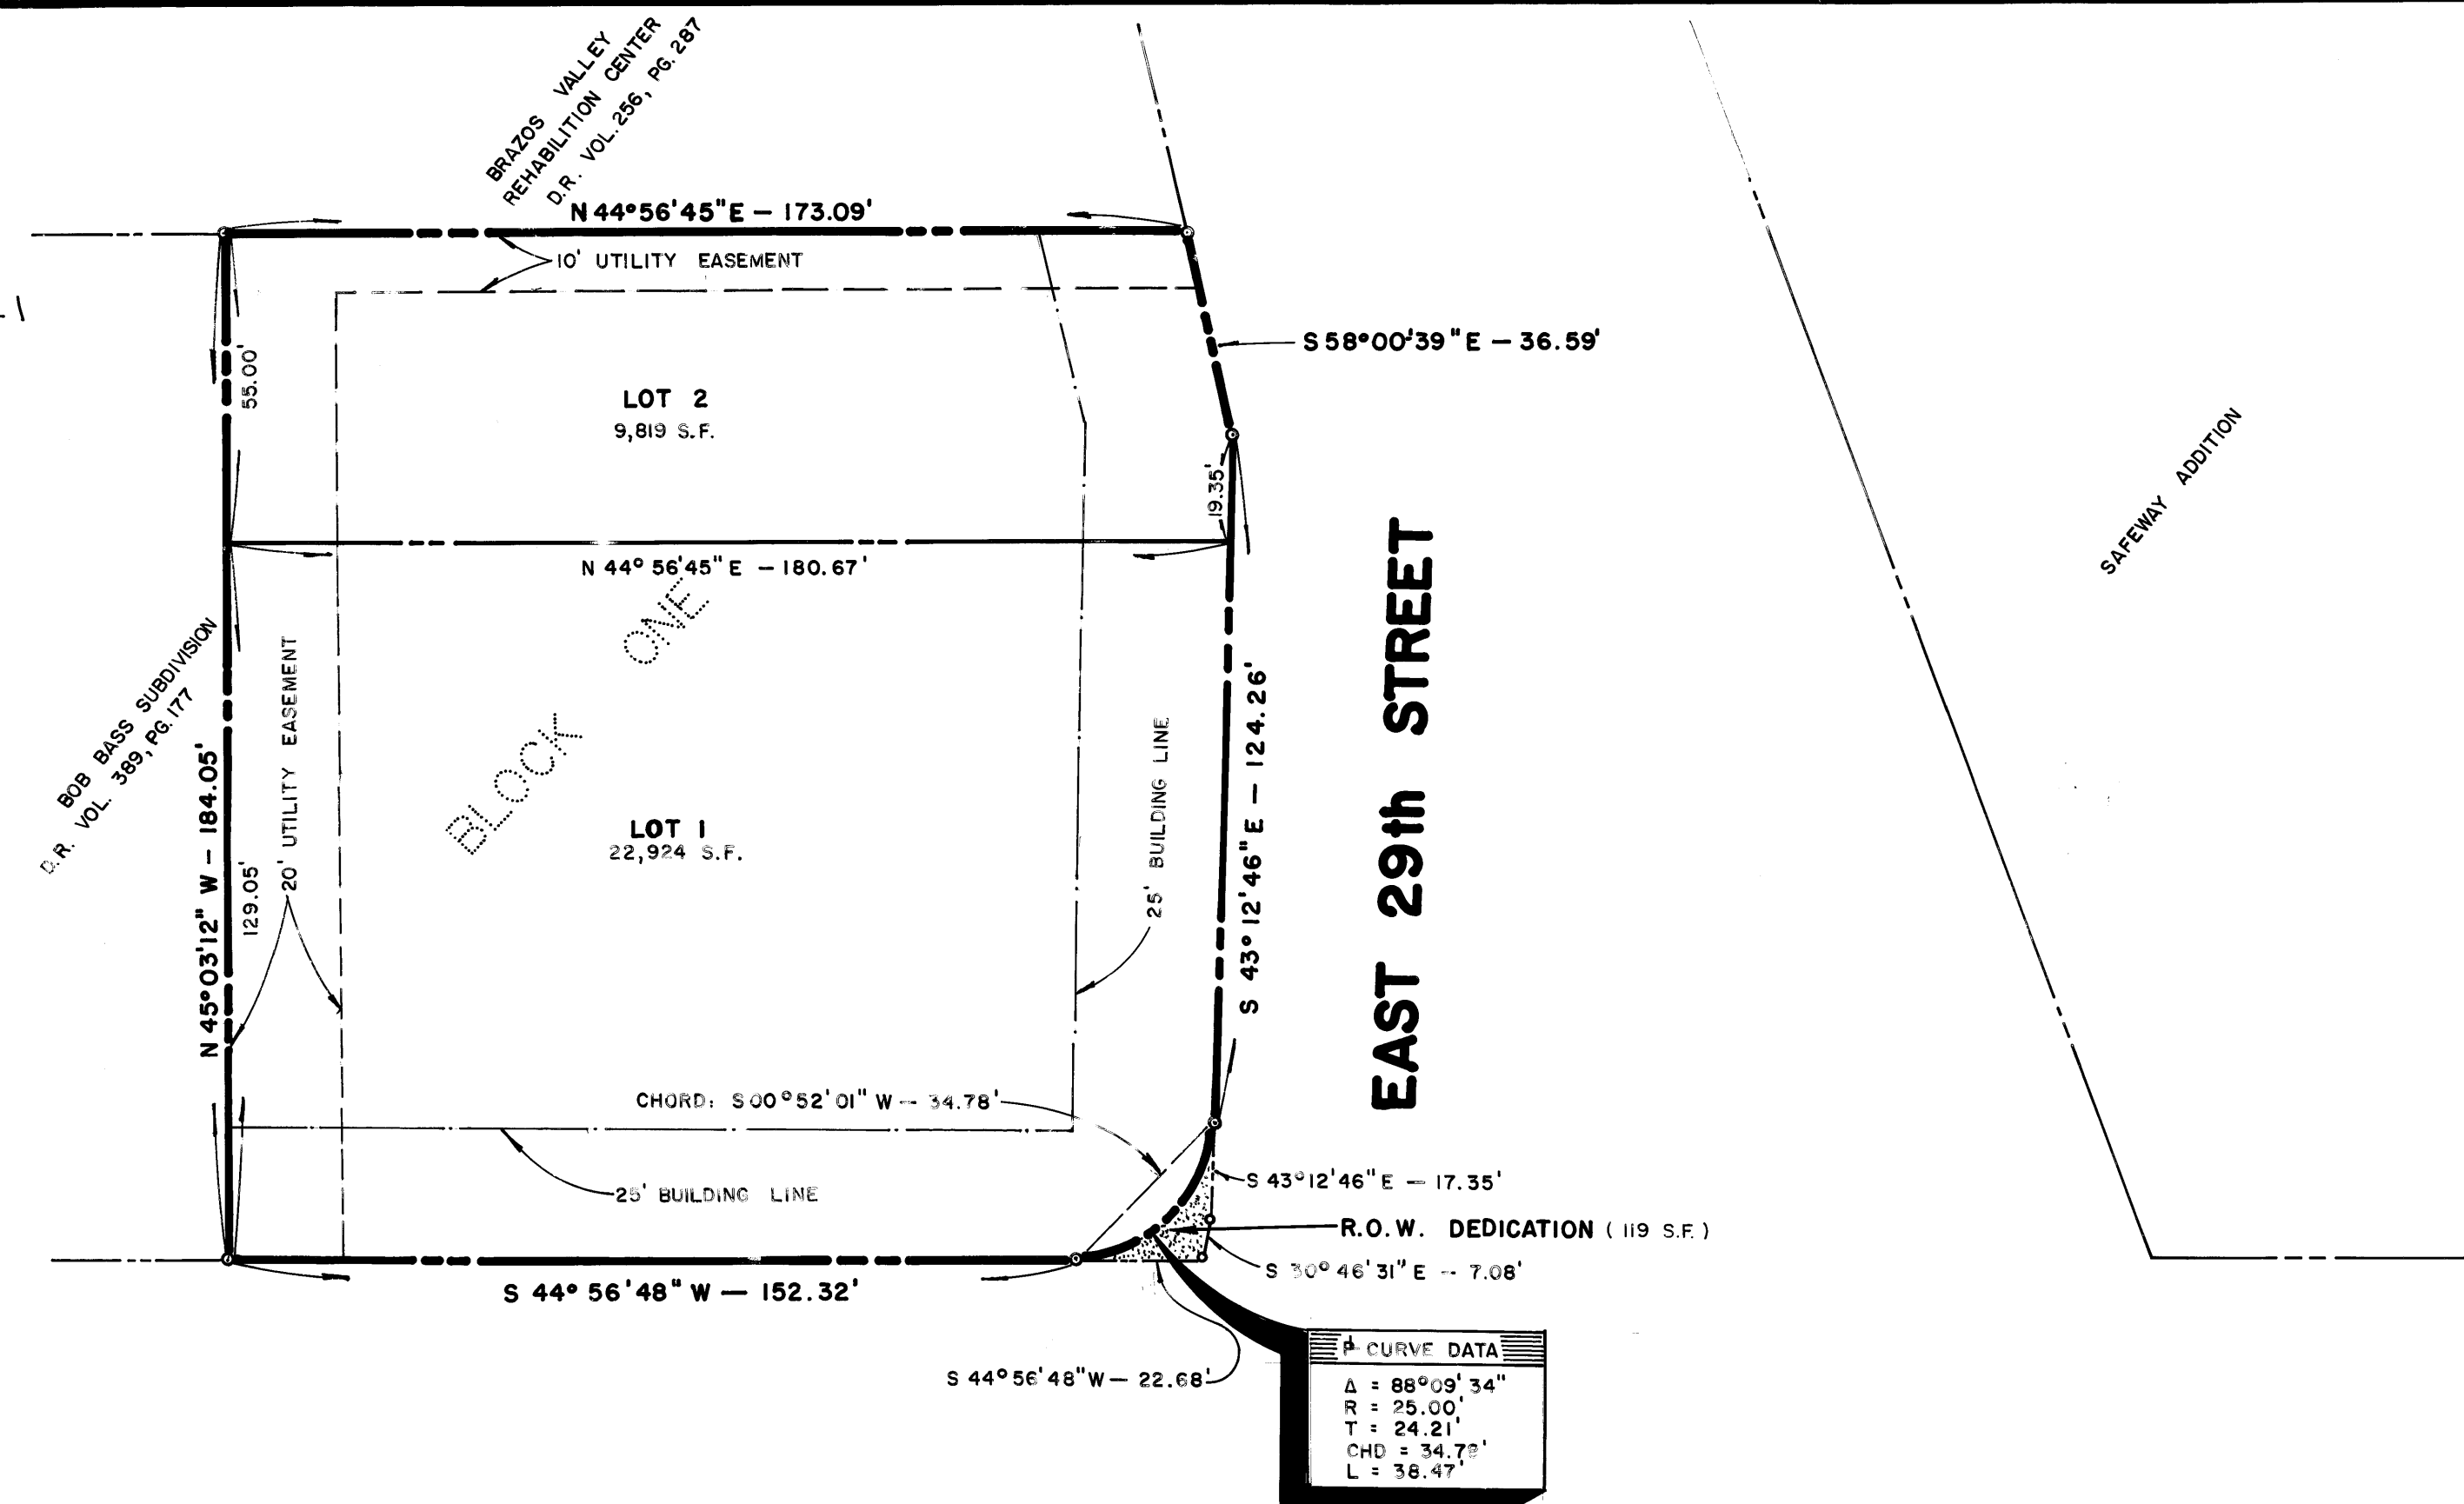 BRAZOS VALLEY
REHABILITION CENTER
D.R. VOL. 256, PG. 287
N 44°56'45" E — 173.09'
10' UTILITY EASEMENT
S 58°00'39" E — 36.59'
55.00'
LOT 2
9,819 S.F.
19.35'
N 44° 56'45" E — 180.67'
SAFEWAY ADDITION
BLOCK ONE
BOB BASS SUBDIVISION
D.R. VOL. 389, PG. 177
N 45°03'12" W — 184.05'
129.05'
20' UTILITY EASEMENT
LOT 1
22,924 S.F.
25' BUILDING LINE
S 43°12'46" E — 124.26'
EAST 29th STREET
CHORD: S 00°52'01" W — 34.78'
25' BUILDING LINE
S 43°12'46" E — 17.35'
R.O.W. DEDICATION ( 119 S.F. )
S 30°46'31" E — 7.08'
S 44° 56'48" W — 152.32'
S 44°56'48" W — 22.68'
CURVE DATA
Δ = 88°09'34"
R = 25.00'
T = 24.21'
CHD = 34.78'
L = 38.47'